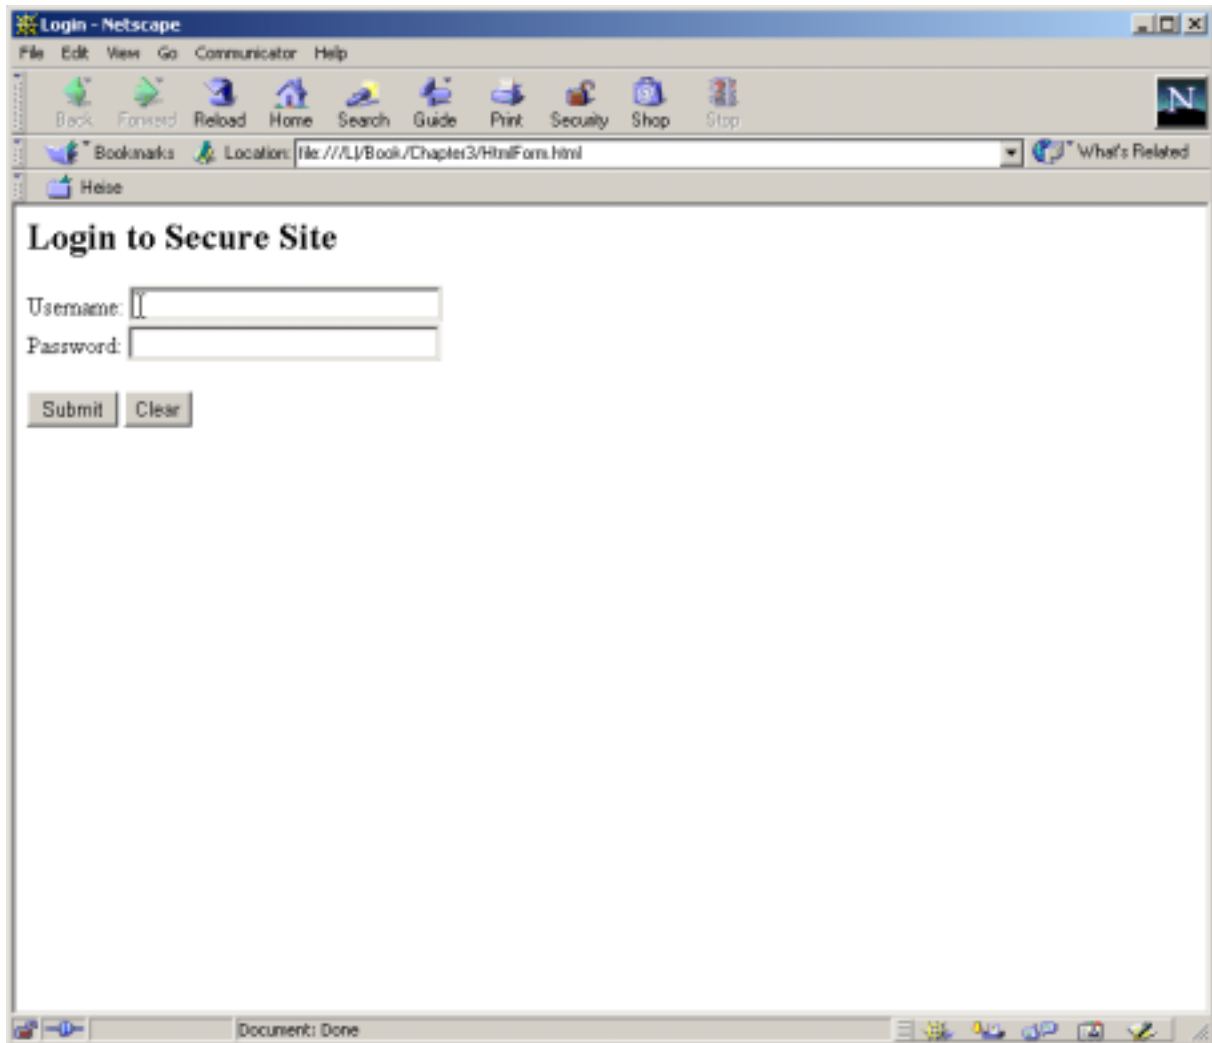 Login - Netscape
File Edit View Go Communicator Help
Back Forward Reload Home Search Guide Print Security Shop Stop
N
Bookmarks Location: file:///L|/Book/Chapter3/HtmlForm.html What's Related
Heise
Login to Secure Site
Username:
Password:
Submit Clear
Document: Done